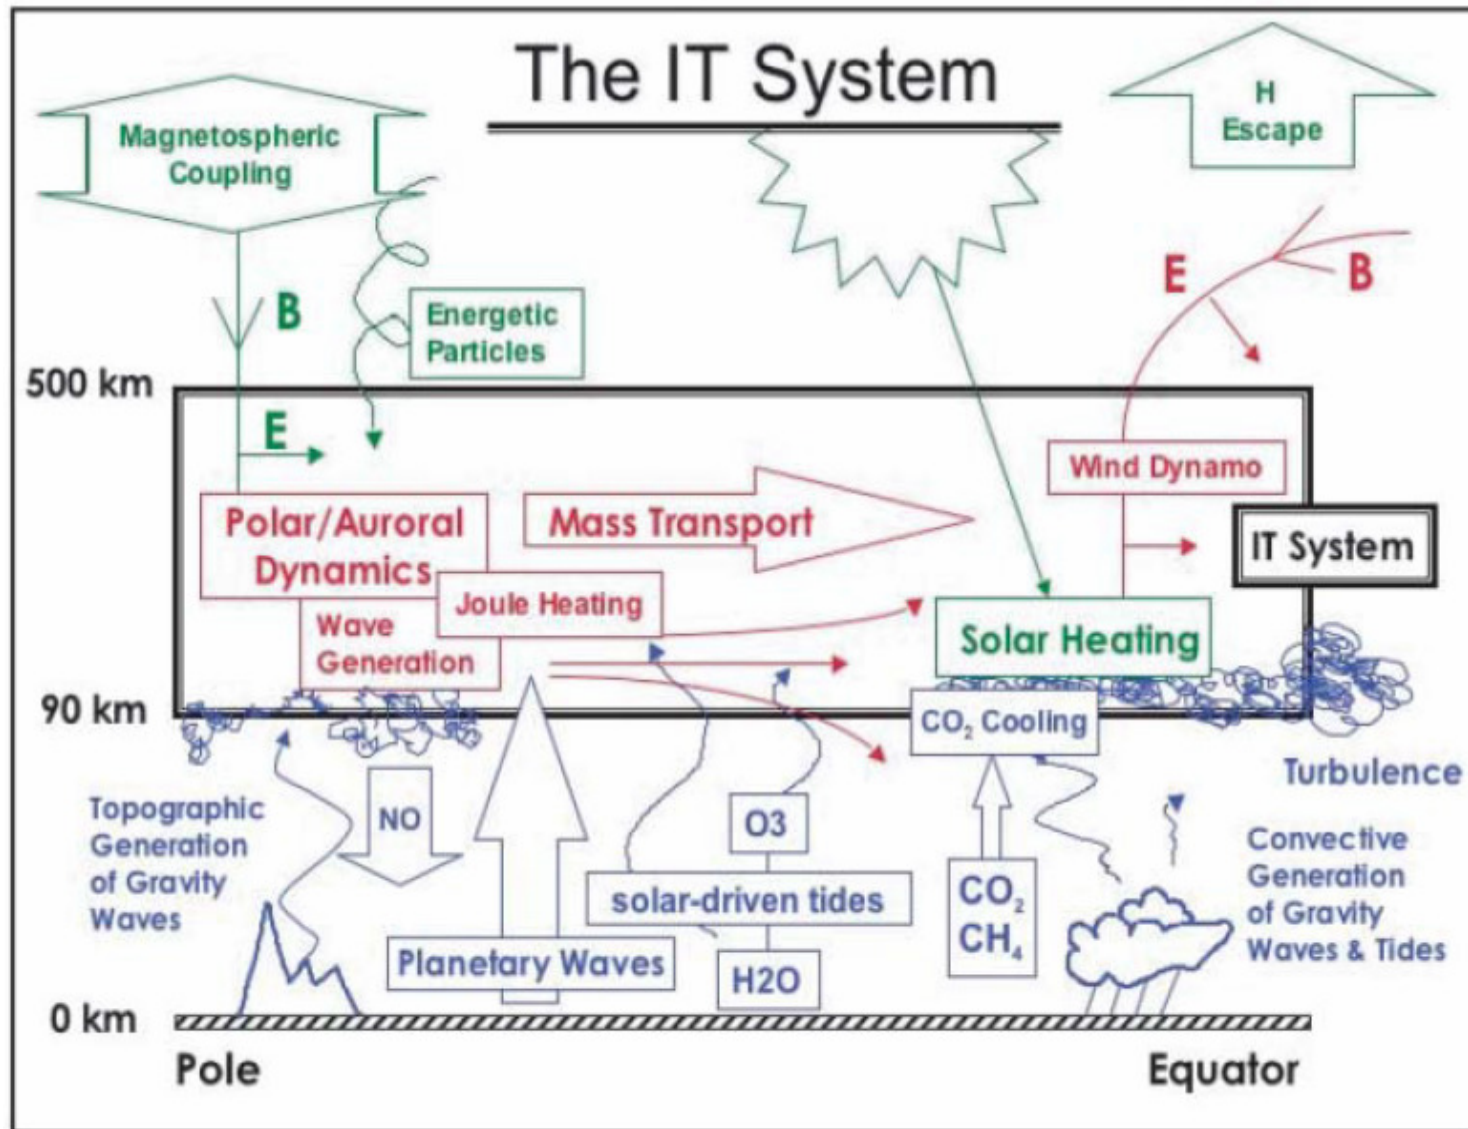 The IT System
H
Escape
Magnetospheric
Coupling
B
Energetic
Particles
E
B
500 km
E
Wind Dynamo
Polar/Auroral
Dynamics
Mass Transport
IT System
Joule Heating
Wave
Generation
Solar Heating
90 km
CO₂ Cooling
Turbulence
Topographic
Generation
of Gravity
Waves
NO
O3
solar-driven tides
CO₂
CH₄
Convective
Generation
of Gravity
Waves & Tides
Planetary Waves
H2O
0 km
Pole
Equator